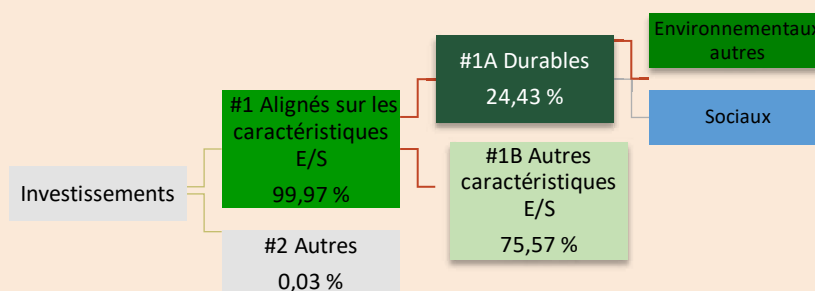 Investissements
#1 Alignés sur les
caractéristiques
E/S
99,97 %
#2 Autres
0,03 %
#1A Durables
24,43 %
#1B Autres
caractéristiques
E/S
75,57 %
Environnementaux
autres
Sociaux